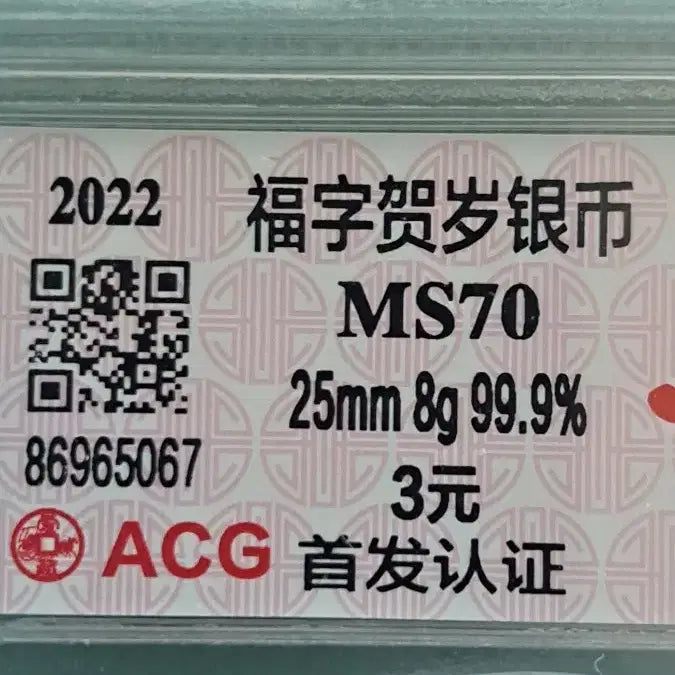 2022 福字贺岁银币
MS70
25mm 8g 99.9%
86965067
3元
ACG 首发认证